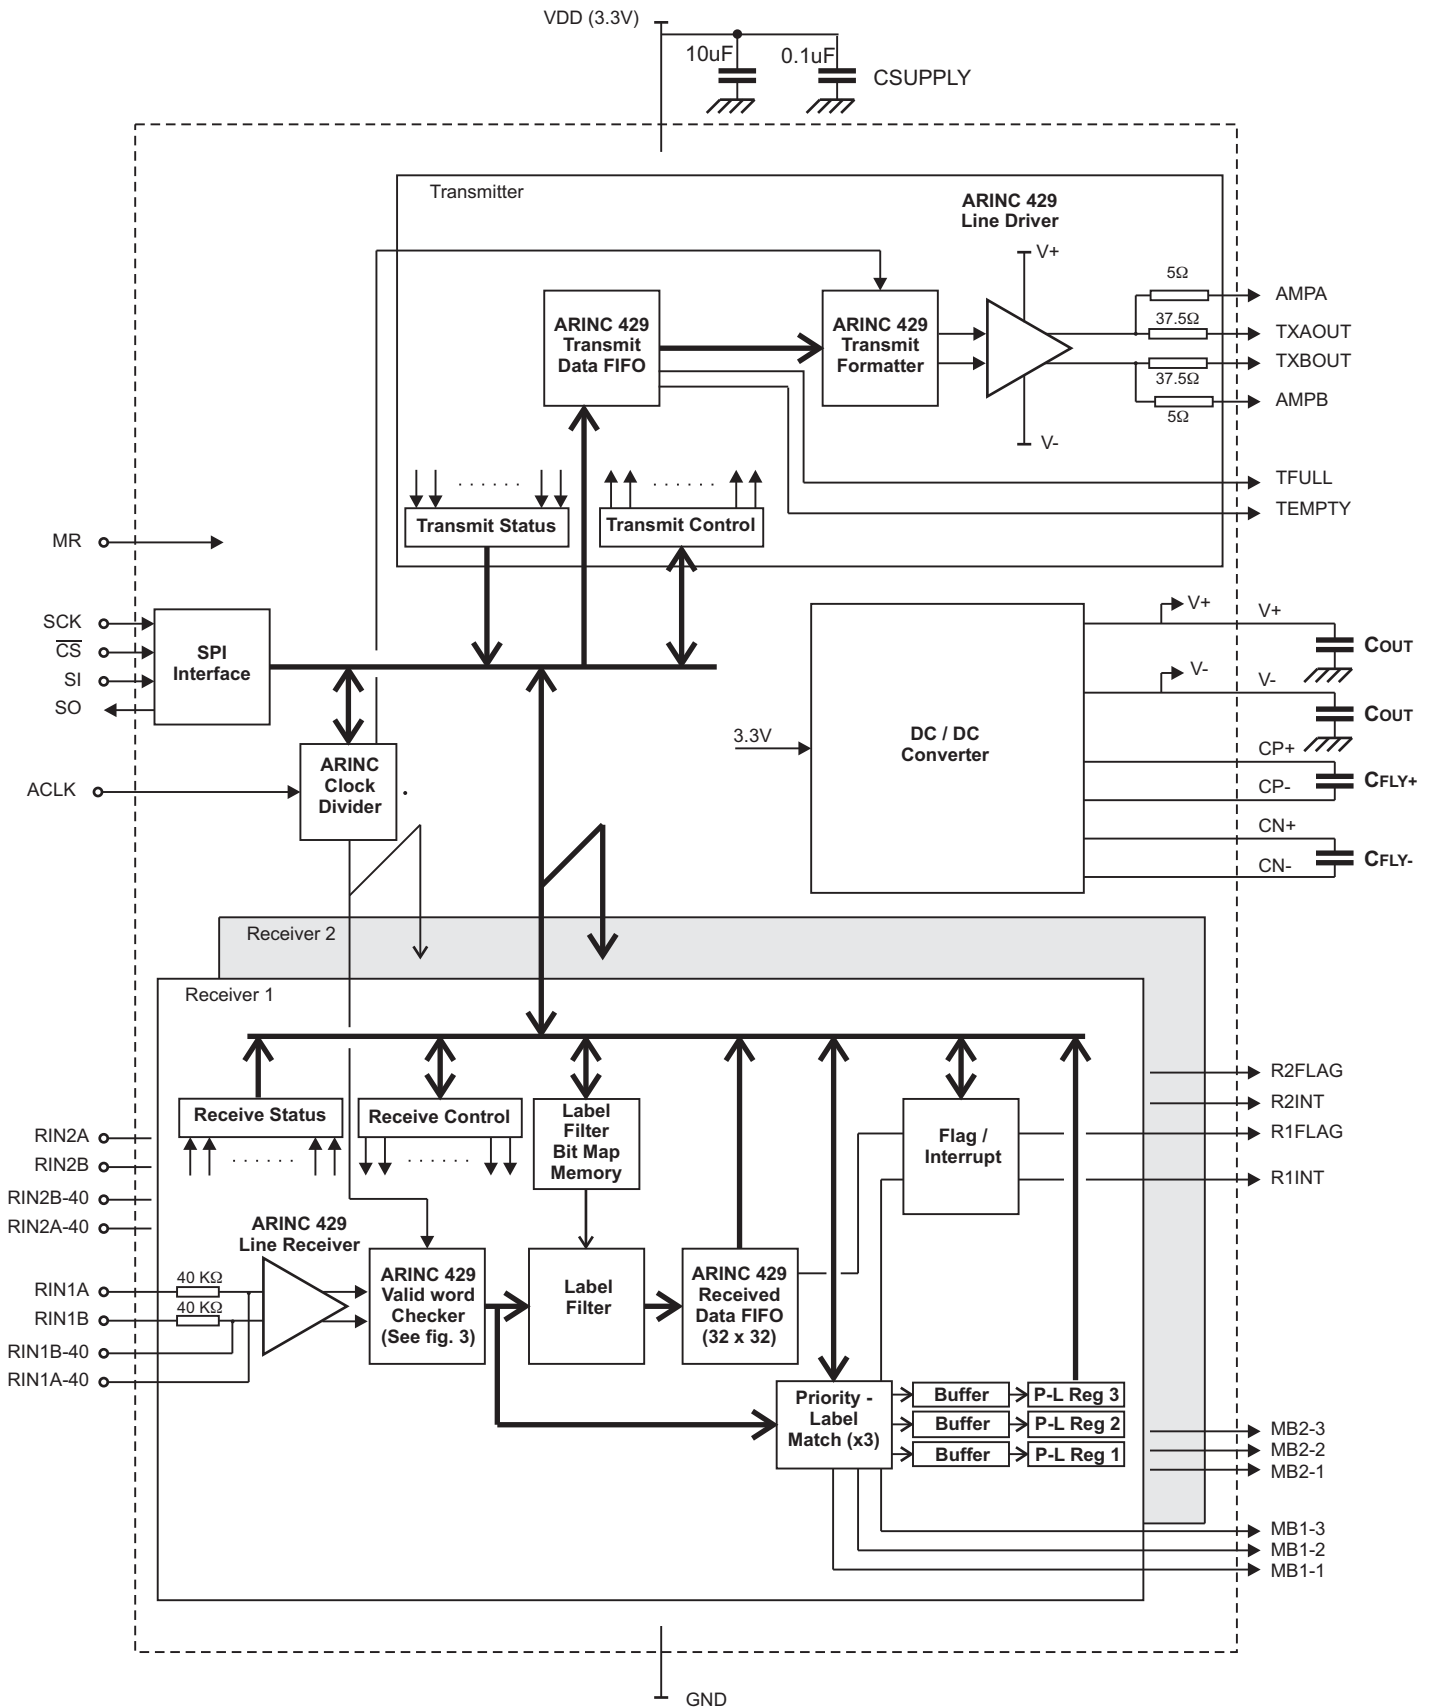 VDD (3.3V)
10uF
0.1uF
CSUPPLY
Transmitter
ARINC 429
Line Driver
V+
5Ω
AMPA
ARINC 429
Transmit
Data FIFO
ARINC 429
Transmit
Formatter
37.5Ω
TXAOUT
TXBOUT
37.5Ω
AMPB
5Ω
V-
TFULL
TEMPTY
Transmit Status
Transmit Control
MR
SCK
CS
SI
SO
SPI
Interface
V+
V+
COUT
V-
V-
COUT
3.3V
DC / DC
Converter
CP+
CP-
CFLY+
CN+
CN-
CFLY-
ACLK
ARINC
Clock
Divider
Receiver 2
Receiver 1
R2FLAG
R2INT
R1FLAG
R1INT
Receive Status
Receive Control
Label
Filter
Bit Map
Memory
Flag /
Interrupt
RIN2A
RIN2B
RIN2B-40
RIN2A-40
ARINC 429
Line Receiver
RIN1A
40 KΩ
RIN1B
40 KΩ
RIN1B-40
RIN1A-40
ARINC 429
Valid word
Checker
(See fig. 3)
Label
Filter
ARINC 429
Received
Data FIFO
(32 x 32)
Priority -
Label
Match (x3)
Buffer
P-L Reg 3
Buffer
P-L Reg 2
Buffer
P-L Reg 1
MB2-3
MB2-2
MB2-1
MB1-3
MB1-2
MB1-1
GND